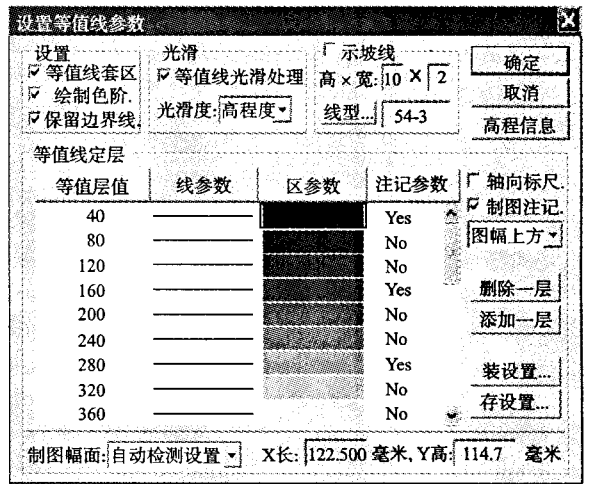 设置等值线参数
设置
等值线套区
绘制色阶.
保留边界线.
光滑
等值线光滑处理
光滑度:高程度
示坡线
高×宽:10 × 2
线型... 54-3
确定
取消
高程信息
等值线定层
等值层值 线参数 区参数 注记参数
40 Yes
80 No
120 No
160 Yes
200 No
240 No
280 Yes
320 No
360 No
轴向标尺.
制图注记.
图幅上方
删除一层
添加一层
装设置...
存设置...
制图幅面:自动检测设置 X长: 122.500 毫米, Y高: 114.7 毫米